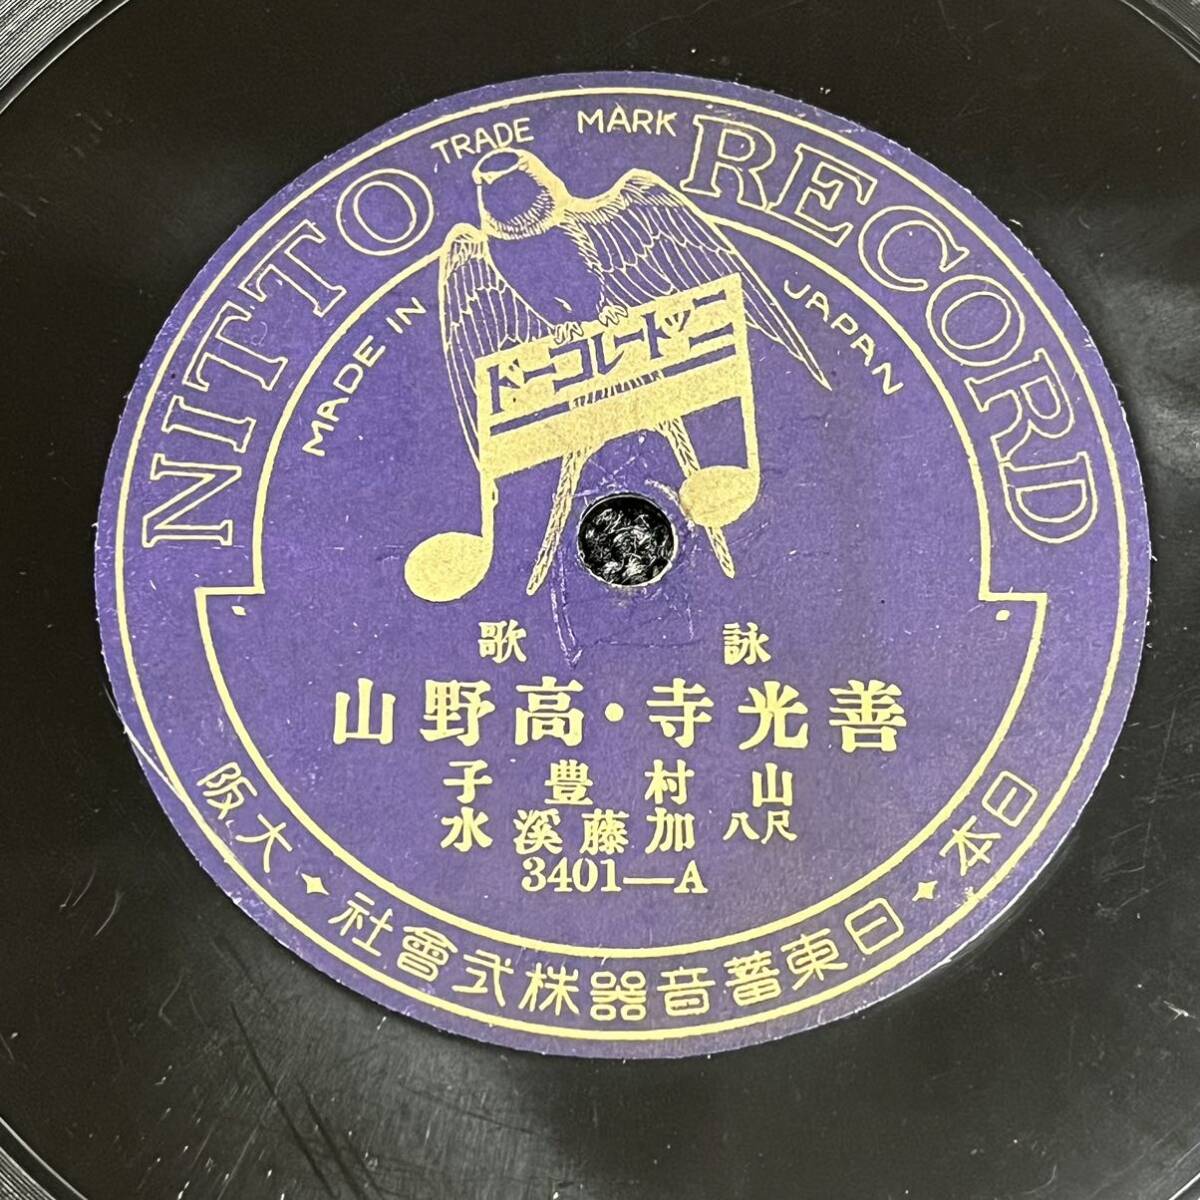 NITTO RECORD
TRADE MARK
MADE IN JAPAN
ニットーレコード
詠歌
善光寺・高野山
山村豊子
尺八 加藤溪水
3401—A
日本✦日東蓄音器株式會社✦大阪